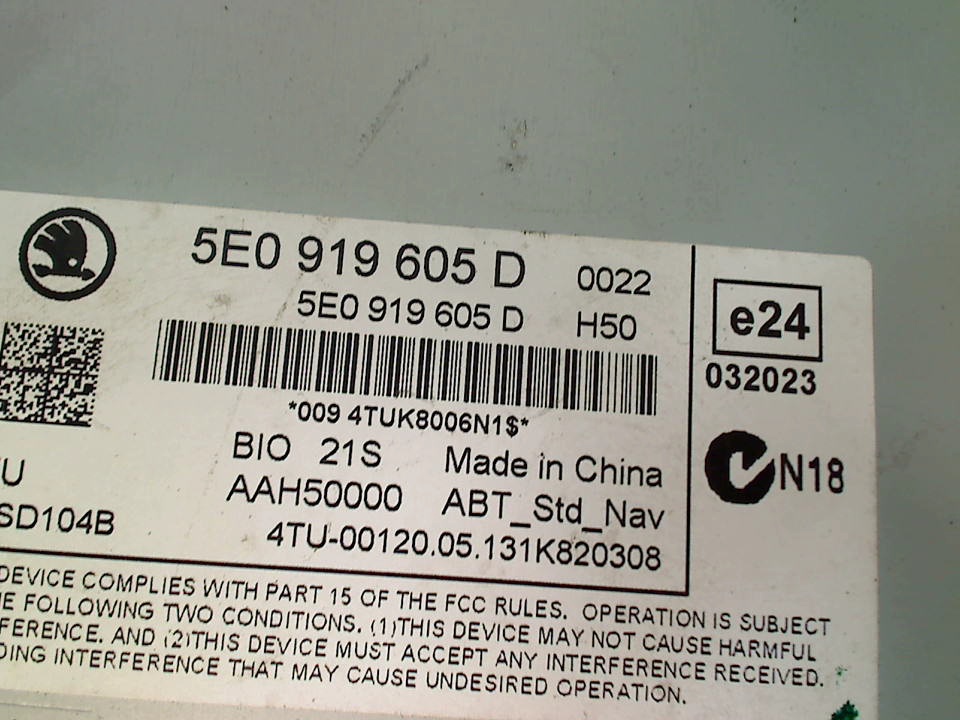 5E0 919 605 D 0022
5E0 919 605 D H50
*009 4TUK8006N1$*
BIO 21S Made in China
AAH50000 ABT_Std_Nav
4TU-00120.05.131K820308
U
SD104B
e24
032023
N18
DEVICE COMPLIES WITH PART 15 OF THE FCC RULES. OPERATION IS SUBJECT
E FOLLOWING TWO CONDITIONS. (1)THIS DEVICE MAY NOT CAUSE HARMFUL
FERENCE. AND (2)THIS DEVICE MUST ACCEPT ANY INTERFERENCE RECEIVED.
DING INTERFERENCE THAT MAY CAUSE UNDESIRED OPERATION.